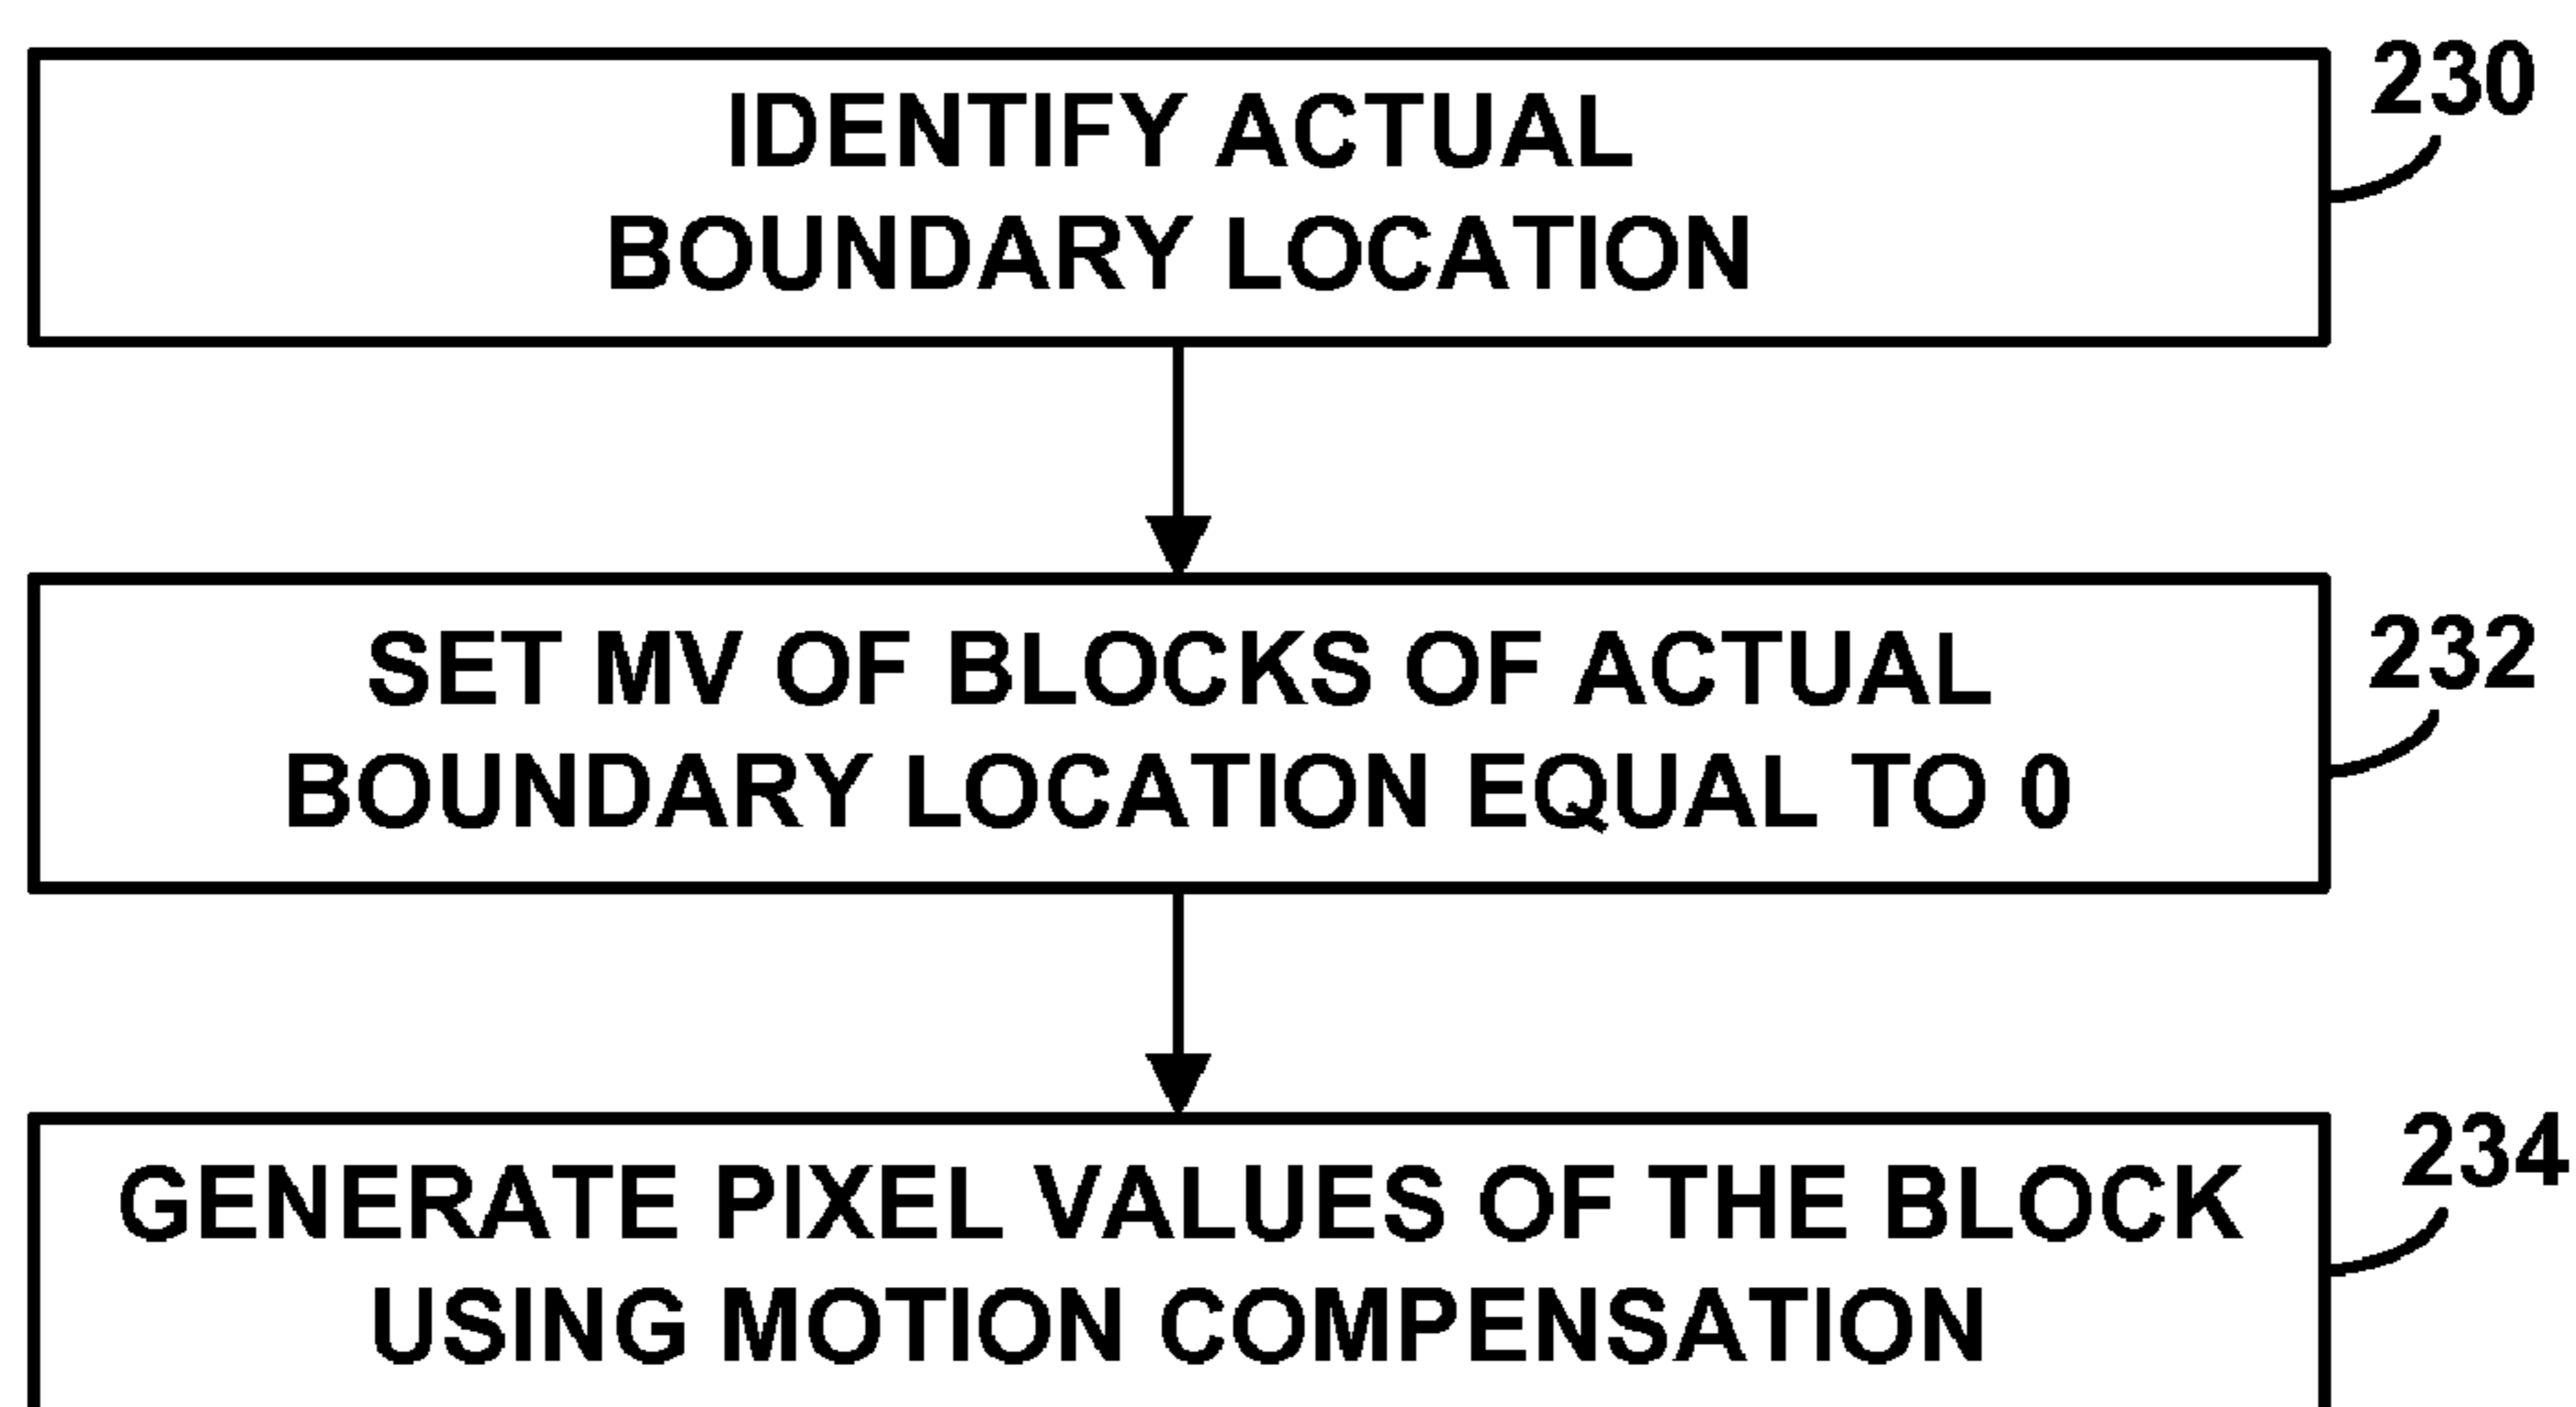 IDENTIFY ACTUAL
BOUNDARY LOCATION
230
SET MV OF BLOCKS OF ACTUAL
BOUNDARY LOCATION EQUAL TO 0
232
GENERATE PIXEL VALUES OF THE BLOCK
USING MOTION COMPENSATION
234